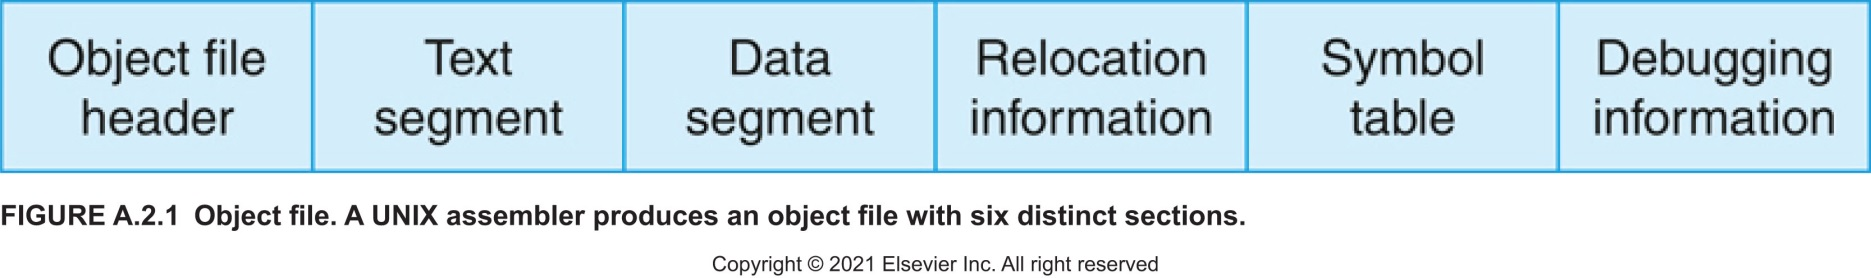 Object file
header
Text
segment
Data
segment
Relocation
information
Symbol
table
Debugging
information
FIGURE A.2.1 Object file. A UNIX assembler produces an object file with six distinct sections.
Copyright © 2021 Elsevier Inc. All right reserved